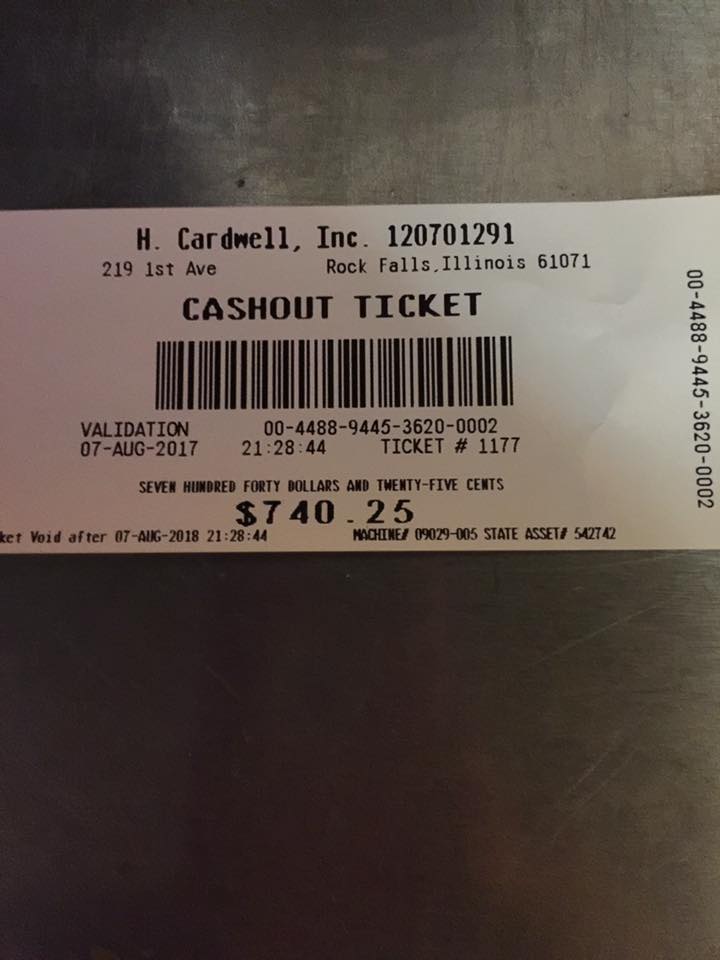 H. Cardwell, Inc. 120701291
219 1st Ave Rock Falls,Illinois 61071
CASHOUT TICKET
VALIDATION 00-4488-9445-3620-0002
07-AUG-2017 21:28:44 TICKET # 1177
SEVEN HUNDRED FORTY DOLLARS AND TWENTY-FIVE CENTS
$740.25
ket Void after 07-AUG-2018 21:28:44 MACHINE# 09029-005 STATE ASSET# 542742
00-4488-9445-3620-0002